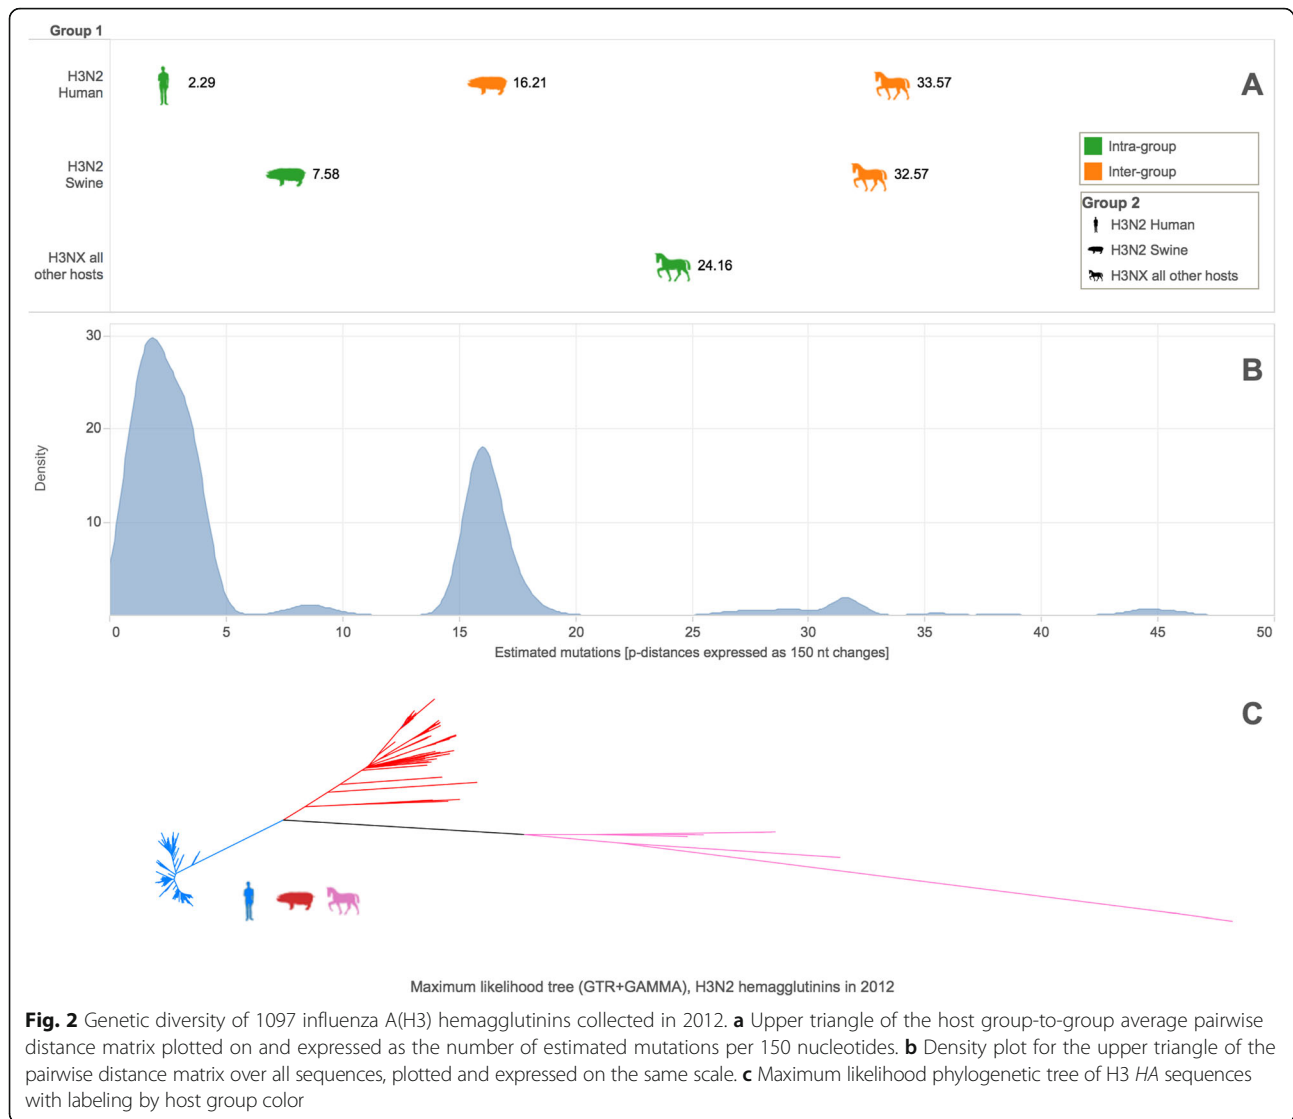 Group 1
H3N2
Human
2.29
16.21
33.57
A
H3N2
Swine
7.58
32.57
Intra-group
Inter-group
Group 2
H3N2 Human
H3N2 Swine
H3NX all other hosts
H3NX all
other hosts
24.16
B
30
20
10
Density
0 5 10 15 20 25 30 35 40 45 50
Estimated mutations [p-distances expressed as 150 nt changes]
C
Maximum likelihood tree (GTR+GAMMA), H3N2 hemagglutinins in 2012
Fig. 2 Genetic diversity of 1097 influenza A(H3) hemagglutinins collected in 2012. a Upper triangle of the host group-to-group average pairwise
distance matrix plotted on and expressed as the number of estimated mutations per 150 nucleotides. b Density plot for the upper triangle of the
pairwise distance matrix over all sequences, plotted and expressed on the same scale. c Maximum likelihood phylogenetic tree of H3 HA sequences
with labeling by host group color